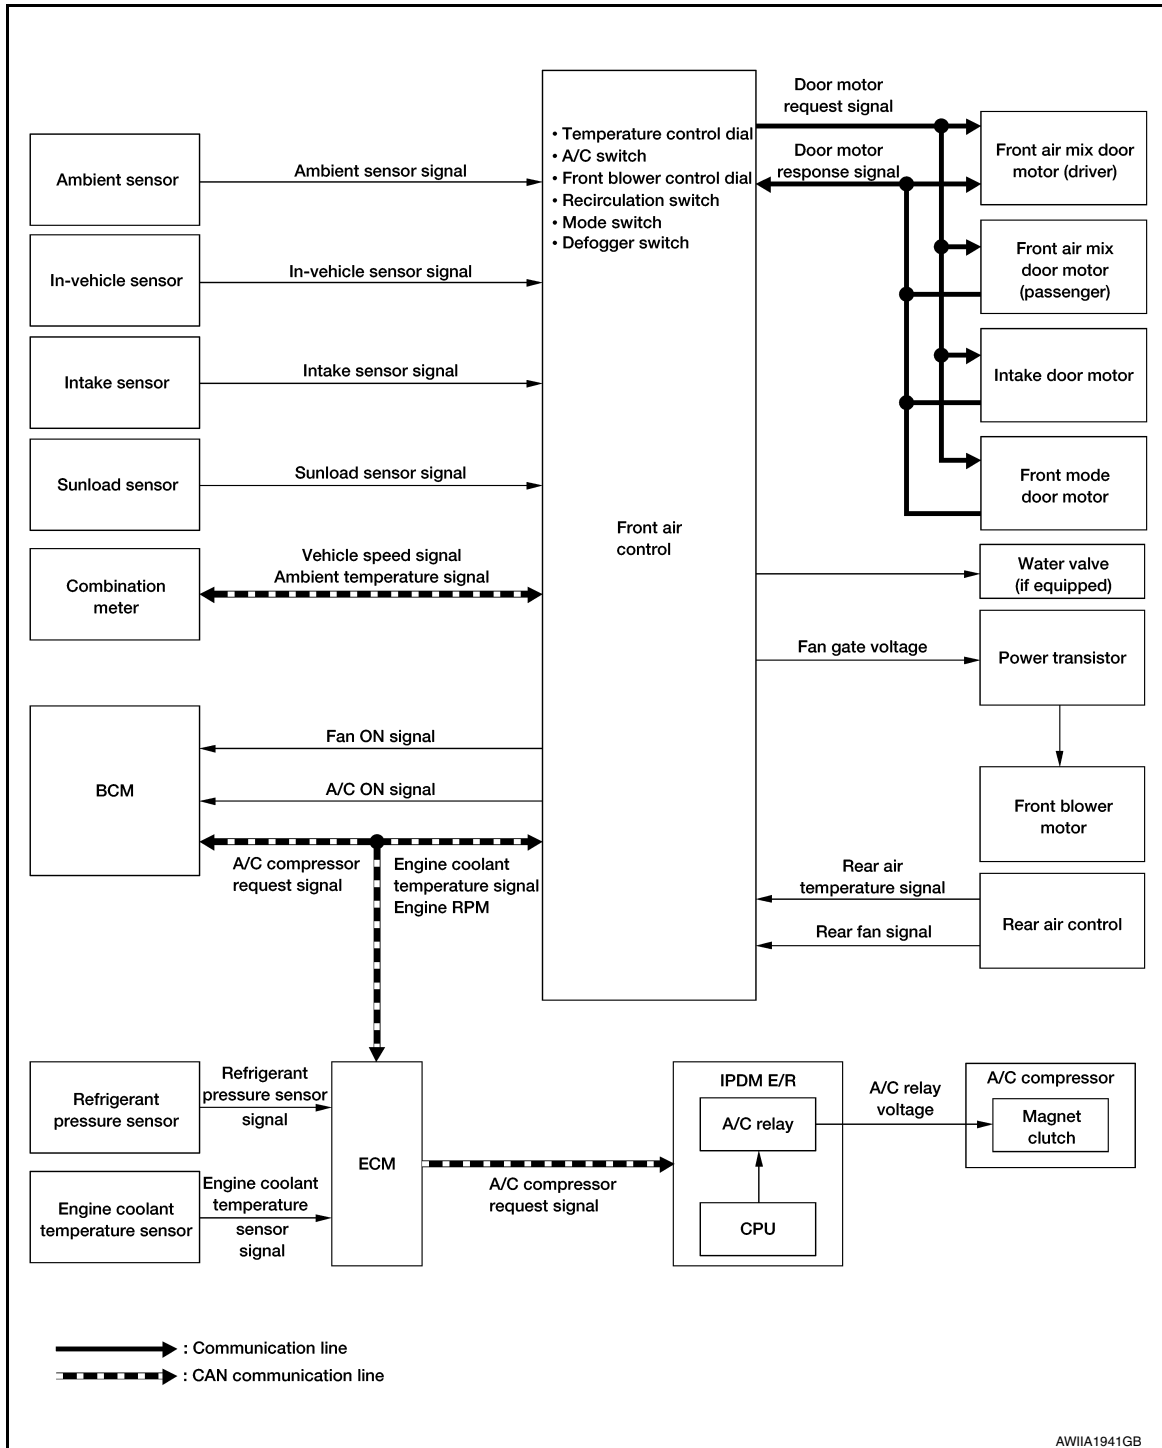 Ambient sensor
Ambient sensor signal
In-vehicle sensor
In-vehicle sensor signal
Intake sensor
Intake sensor signal
Sunload sensor
Sunload sensor signal
Combination
meter
Vehicle speed signal
Ambient temperature signal
BCM
Fan ON signal
A/C ON signal
A/C compressor
request signal
Engine coolant
temperature signal
Engine RPM
• Temperature control dial
• A/C switch
• Front blower control dial
• Recirculation switch
• Mode switch
• Defogger switch
Front air
control
Door motor
request signal
Door motor
response signal
Front air mix door
motor (driver)
Front air mix
door motor
(passenger)
Intake door motor
Front mode
door motor
Water valve
(if equipped)
Fan gate voltage
Power transistor
Front blower
motor
Rear air
temperature signal
Rear fan signal
Rear air control
Refrigerant
pressure sensor
Refrigerant
pressure sensor
signal
Engine coolant
temperature sensor
Engine coolant
temperature
sensor
signal
ECM
A/C compressor
request signal
IPDM E/R
A/C relay
CPU
A/C relay
voltage
A/C compressor
Magnet
clutch
: Communication line
: CAN communication line
AWIIA1941GB